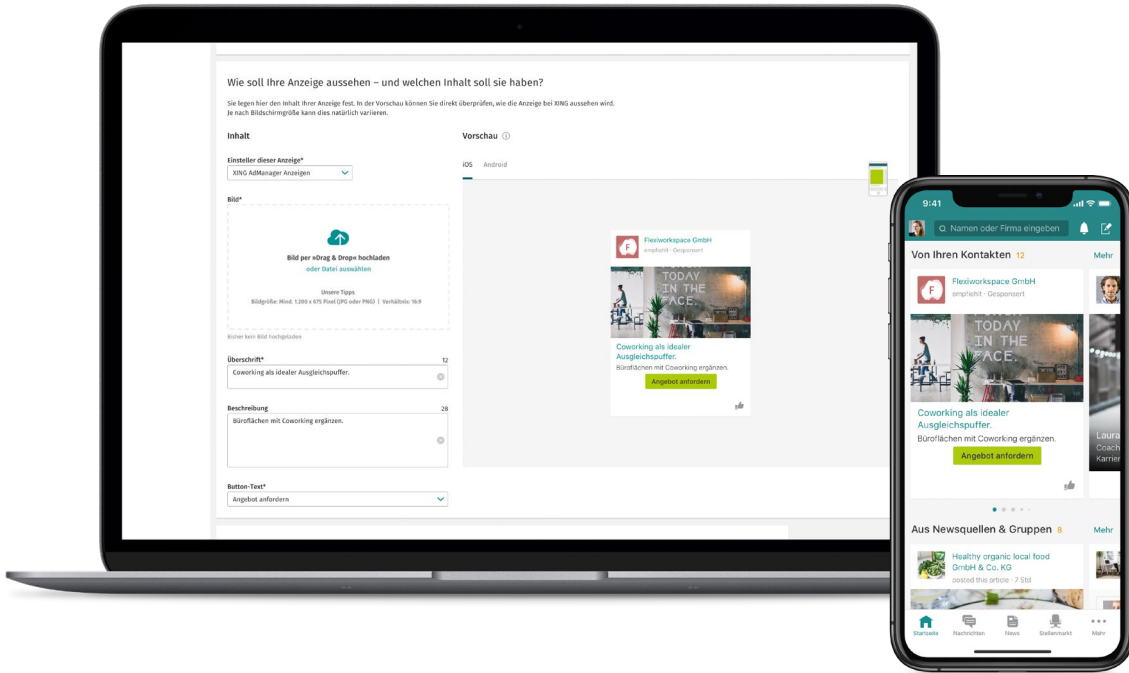 Wie soll Ihre Anzeige aussehen – und welchen Inhalt soll sie haben?
Sie legen hier den Inhalt Ihrer Anzeige fest. In der Vorschau können Sie direkt überprüfen, wie die Anzeige bei XING aussehen wird.
Je nach Bildschirmgröße kann dies natürlich variieren.
Inhalt
Einsteller dieser Anzeige*
XING AdManager Anzeigen
Bild*
Bild per »Drag & Drop« hochladen
oder Datei auswählen
Unsere Tipps
Bildgröße: Mind. 1.200 x 675 Pixel (JPG oder PNG) | Verhältnis: 16:9
Bisher kein Bild hochgeladen
Überschrift* 12
Coworking als idealer Ausgleichspuffer.
Beschreibung 28
Büroflächen mit Coworking ergänzen.
Button-Text*
Angebot anfordern
Vorschau
iOS Android
F
Flexiworkspace GmbH
empfiehlt · Gesponsert
TODAY
IN THE
FACE.
Coworking als idealer
Ausgleichspuffer.
Büroflächen mit Coworking ergänzen.
Angebot anfordern
9:41
Namen oder Firma eingeben
Von Ihren Kontakten 12 Mehr
F
Flexiworkspace GmbH
empfiehlt · Gesponsert
TODAY
IN THE
FACE.
Coworking als idealer
Ausgleichspuffer.
Büroflächen mit Coworking ergänzen.
Angebot anfordern
Laura
Coach
Karrier
Aus Newsquellen & Gruppen 8 Mehr
Healthy organic local food
GmbH & Co. KG
posted this article · 7 Std
Startseite Nachrichten News Stellenmarkt Mehr